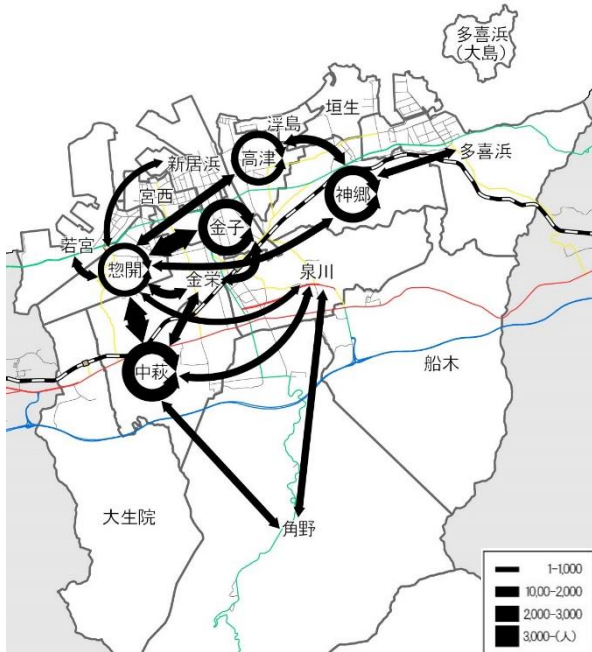 多喜浜
(大島)
垣生
浮島
高津
多喜浜
新居浜
神郷
宮西
金子
若宮
惣開
金栄
泉川
中萩
船木
大生院
角野
1-1,000
10,00-2,000
2,000-3,000
3,000-(人)